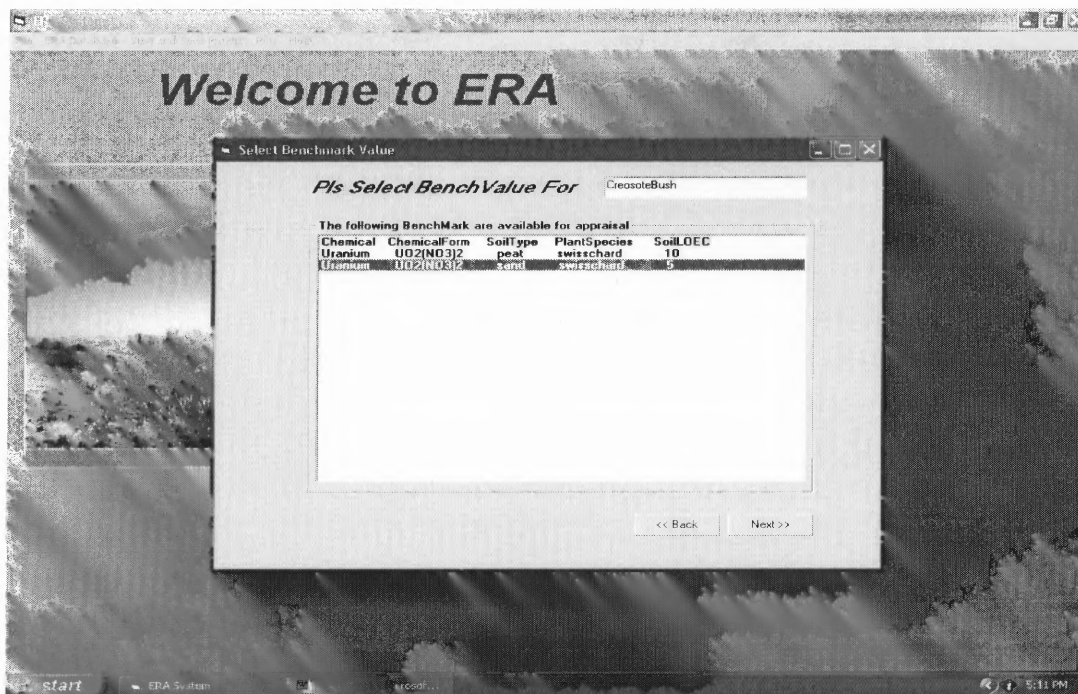 Welcome to ERA
Select Benchmark Value
Pls Select BenchValue For CreosoteBush
The following BenchMark are available for appraisal
Chemical ChemicalForm SoilType PlantSpecies SoilLOEC
Uranium UO2(NO3)2 peat swisschard 10
Uranium UO2(NO3)2 sand swisschard 5
<< Back Next >>
start ERA System 5:11 PM